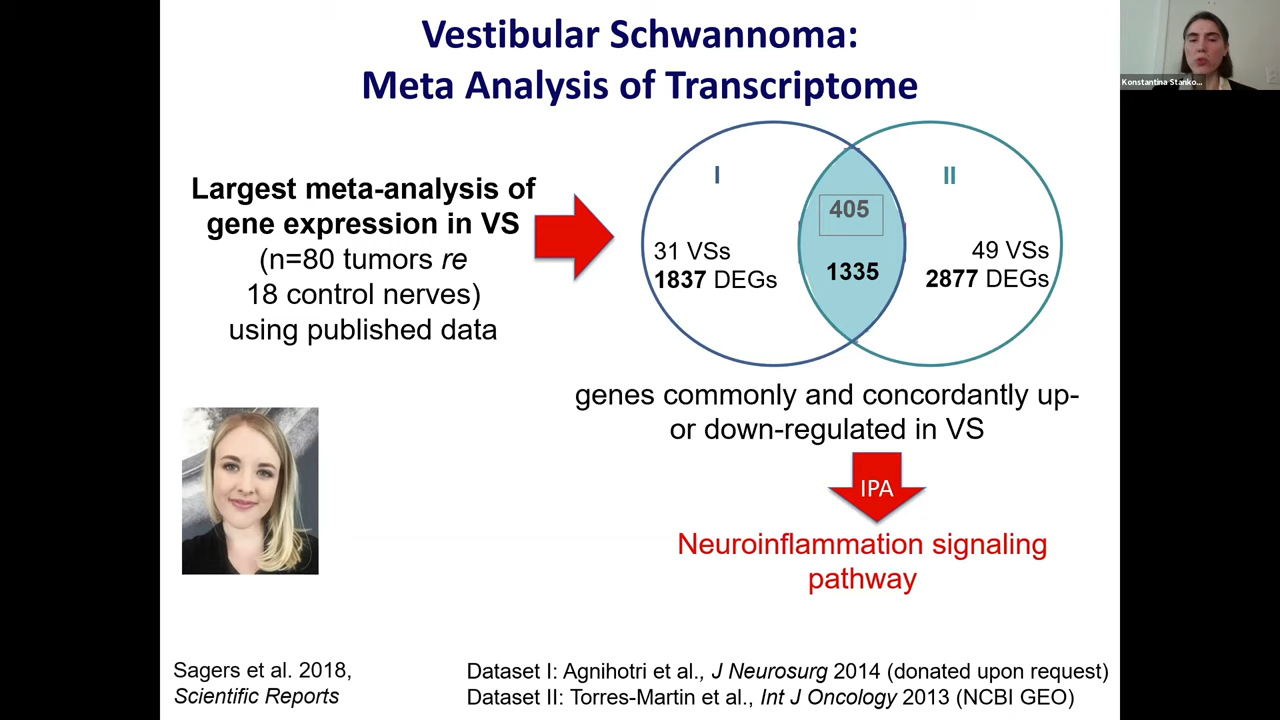 Vestibular Schwannoma:
Meta Analysis of Transcriptome
Konstantina Stanko...
Largest meta-analysis of
gene expression in VS
(n=80 tumors re
18 control nerves)
using published data
I
II
405
31 VSs
1837 DEGs
1335
49 VSs
2877 DEGs
genes commonly and concordantly up-
or down-regulated in VS
IPA
Neuroinflammation signaling
pathway
Sagers et al. 2018,
Scientific Reports
Dataset I: Agnihotri et al., J Neurosurg 2014 (donated upon request)
Dataset II: Torres-Martin et al., Int J Oncology 2013 (NCBI GEO)